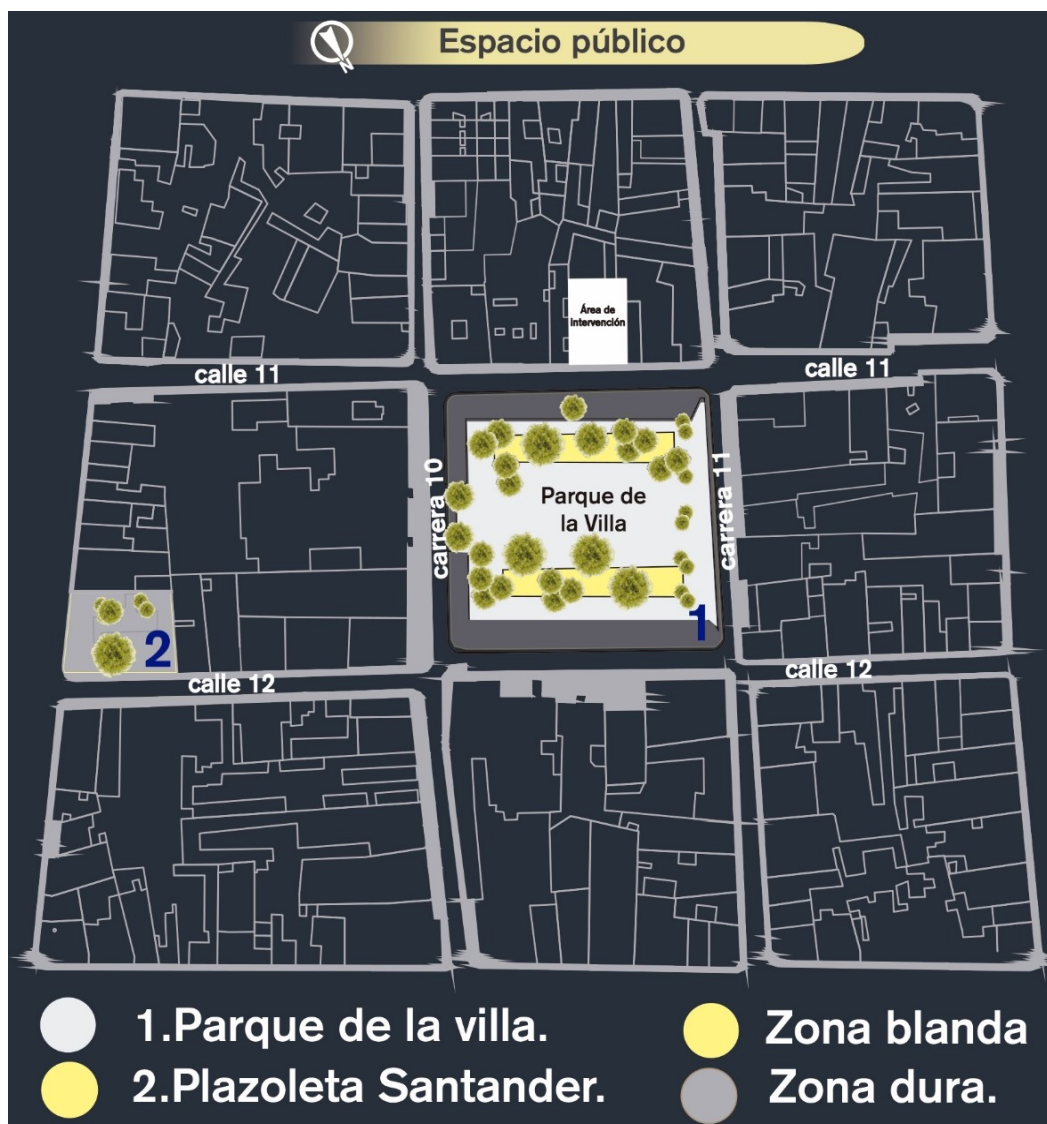 N
Espacio público
Área de
intervención
calle 11
calle 11
carrera 10
Parque de
la Villa
carrera 11
1
2
calle 12
calle 12
1.Parque de la villa.
Zona blanda
2.Plazoleta Santander.
Zona dura.